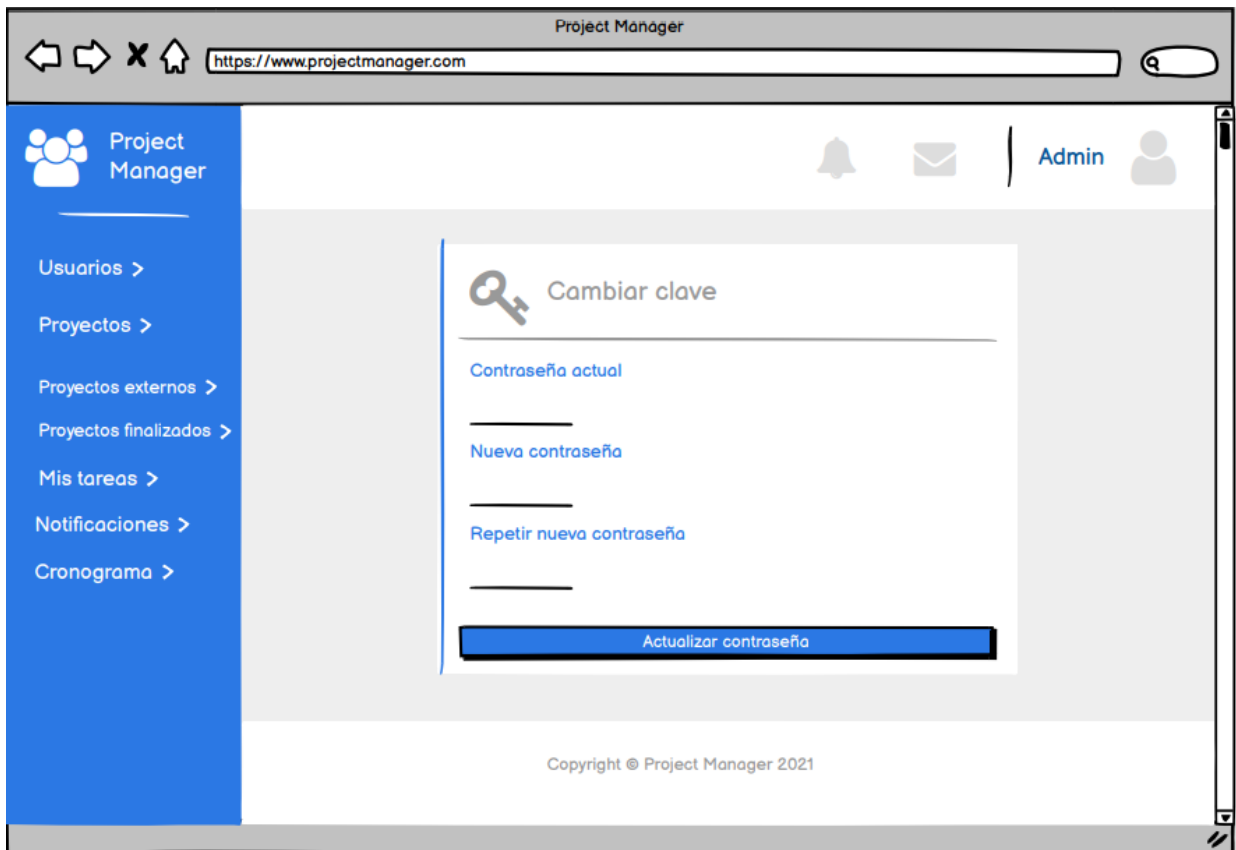 Project Manager
https://www.projectmanager.com
Project
Manager
Admin
Usuarios >
Proyectos >
Proyectos externos >
Proyectos finalizados >
Mis tareas >
Notificaciones >
Cronograma >
Cambiar clave
Contraseña actual
Nueva contraseña
Repetir nueva contraseña
Actualizar contraseña
Copyright © Project Manager 2021